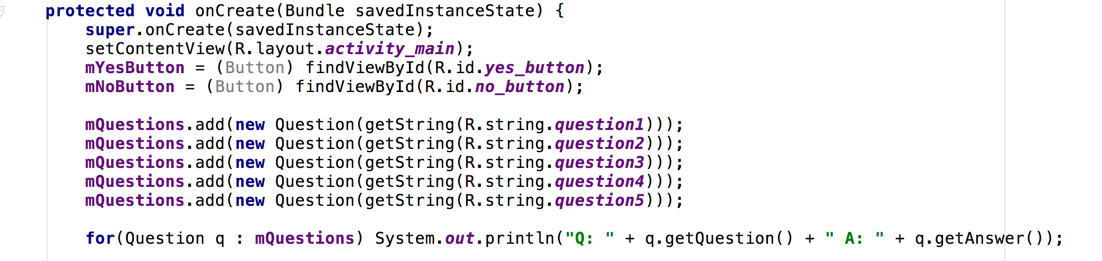 protected void onCreate(Bundle savedInstanceState) {
super.onCreate(savedInstanceState);
setContentView(R.layout.activity_main);
mYesButton = (Button) findViewById(R.id.yes_button);
mNoButton = (Button) findViewById(R.id.no_button);
mQuestions.add(new Question(getString(R.string.question1)));
mQuestions.add(new Question(getString(R.string.question2)));
mQuestions.add(new Question(getString(R.string.question3)));
mQuestions.add(new Question(getString(R.string.question4)));
mQuestions.add(new Question(getString(R.string.question5)));
for(Question q : mQuestions) System.out.println("Q: " + q.getQuestion() + " A: " + q.getAnswer());